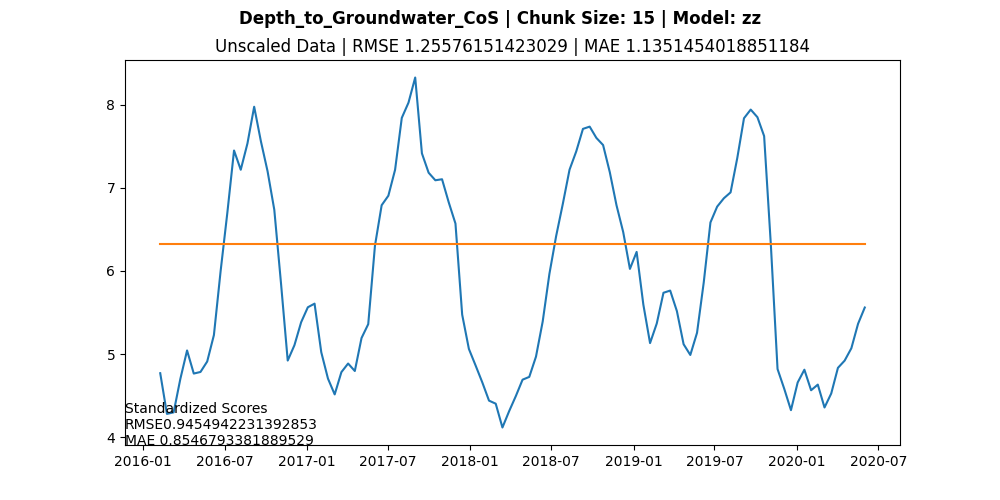 Depth_to_Groundwater_CoS | Chunk Size: 15 | Model: zz
Unscaled Data | RMSE 1.25576151423029 | MAE 1.1351454018851184
8
7
6
5
4
Standardized Scores
RMSE0.9454942231392853
MAE 0.8546793381889529
2016-01 2016-07 2017-01 2017-07 2018-01 2018-07 2019-01 2019-07 2020-01 2020-07